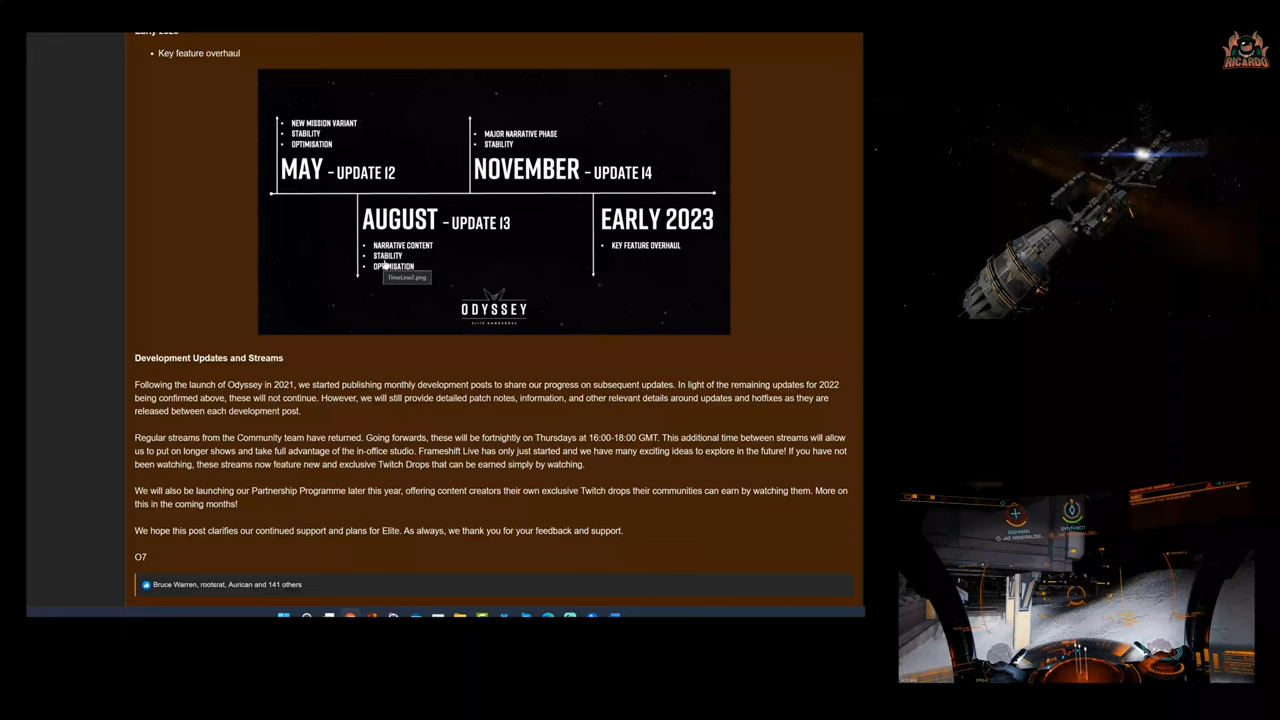 Early 2023
RICARDO
• Key feature overhaul
• NEW MISSION VARIANT
• STABILITY
• OPTIMISATION
MAY - UPDATE 12
• MAJOR NARRATIVE PHASE
• STABILITY
NOVEMBER - UPDATE 14
AUGUST - UPDATE 13
• NARRATIVE CONTENT
• STABILITY
• OPTIMISATION
TimeLine2.png
EARLY 2023
• KEY FEATURE OVERHAUL
ODYSSEY
ELITE DANGEROUS
Development Updates and Streams
Following the launch of Odyssey in 2021, we started publishing monthly development posts to share our progress on subsequent updates. In light of the remaining updates for 2022
being confirmed above, these will not continue. However, we will still provide detailed patch notes, information, and other relevant details around updates and hotfixes as they are
released between each development post.
Regular streams from the Community team have returned. Going forwards, these will be fortnightly on Thursdays at 16:00-18:00 GMT. This additional time between streams will allow
us to put on longer shows and take full advantage of the in-office studio. Frameshift Live has only just started and we have many exciting ideas to explore in the future! If you have not
been watching, these streams now feature new and exclusive Twitch Drops that can be earned simply by watching.
We will also be launching our Partnership Programme later this year, offering content creators their own exclusive Twitch drops their communities can earn by watching them. More on
this in the coming months!
We hope this post clarifies our continued support and plans for Elite. As always, we thank you for your feedback and support.
O7
Bruce Warren, rootsrat, Aurican and 141 others